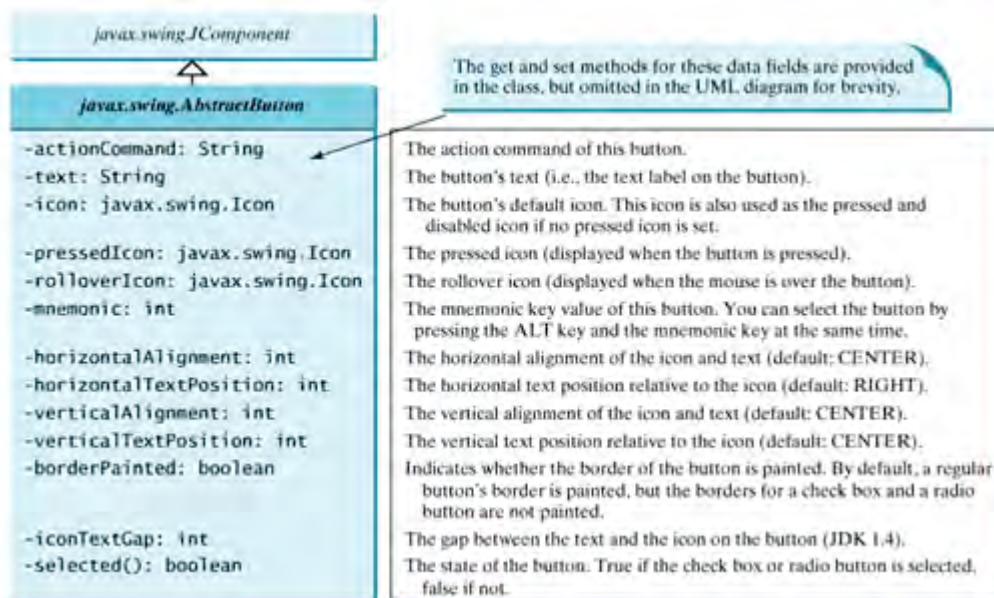 javax.swing.JComponent
The get and set methods for these data fields are provided
in the class, but omitted in the UML diagram for brevity.
javax.swing.AbstractButton
-actionCommand: String
The action command of this button.
-text: String
The button's text (i.e., the text label on the button).
-icon: javax.swing.Icon
The button's default icon. This icon is also used as the pressed and
disabled icon if no pressed icon is set.
-pressedIcon: javax.swing.Icon
The pressed icon (displayed when the button is pressed).
-rolloverIcon: javax.swing.Icon
The rollover icon (displayed when the mouse is over the button).
-mnemonic: int
The mnemonic key value of this button. You can select the button by
pressing the ALT key and the mnemonic key at the same time.
-horizontalAlignment: int
The horizontal alignment of the icon and text (default: CENTER).
-horizontalTextPosition: int
The horizontal text position relative to the icon (default: RIGHT).
-verticalAlignment: int
The vertical alignment of the icon and text (default: CENTER).
-verticalTextPosition: int
The vertical text position relative to the icon (default: CENTER).
-borderPainted: boolean
Indicates whether the border of the button is painted. By default, a regular
button's border is painted, but the borders for a check box and a radio
button are not painted.
-iconTextGap: int
The gap between the text and the icon on the button (JDK 1.4).
-selected(): boolean
The state of the button. True if the check box or radio button is selected,
false if not.